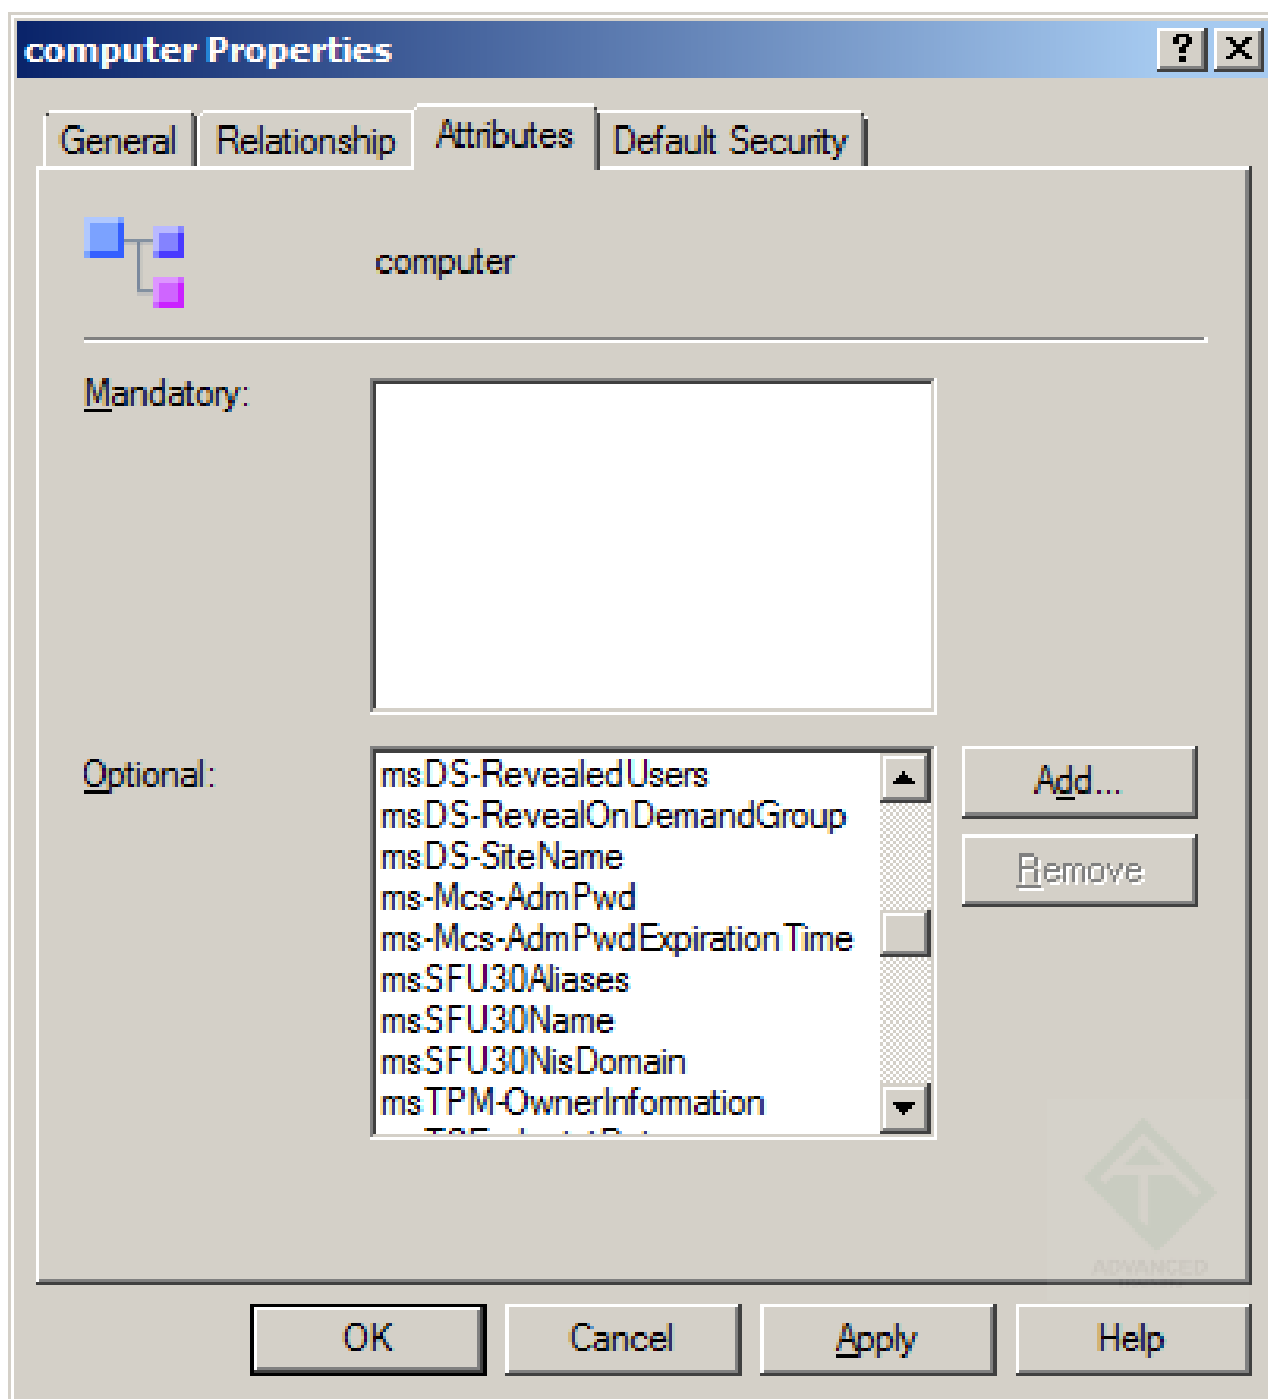 computer Properties
General Relationship Attributes Default Security
computer
Mandatory:
Optional:
msDS-RevealedUsers
msDS-RevealOnDemandGroup
msDS-SiteName
ms-Mcs-AdmPwd
ms-Mcs-AdmPwdExpirationTime
msSFU30Aliases
msSFU30Name
msSFU30NisDomain
msTPM-OwnerInformation
Add...
Remove
ADVANCED
OK Cancel Apply Help